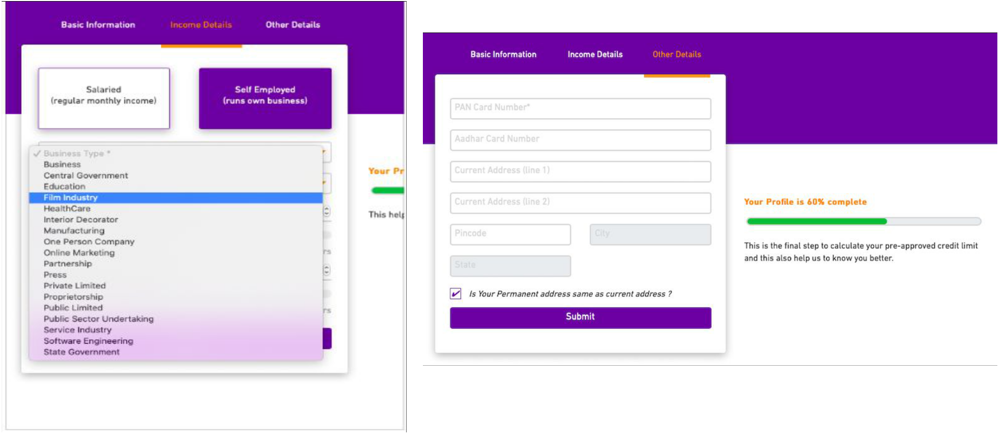 Basic Information Income Details Other Details
Salaried
(regular monthly income)
Self Employed
(runs own business)
Business Type *
Business
Central Government
Education
Film Industry
HealthCare
Interior Decorator
Manufacturing
One Person Company
Online Marketing
Partnership
Press
Private Limited
Proprietorship
Public Limited
Public Sector Undertaking
Service Industry
Software Engineering
State Government
rs
rs
Your Pr
This help
Basic Information Income Details Other Details
PAN Card Number*
Aadhar Card Number
Current Address (line 1)
Current Address (line 2)
Pincode City
State
Is Your Permanent address same as current address ?
Submit
Your Profile is 60% complete
This is the final step to calculate your pre-approved credit limit
and this also help us to know you better.